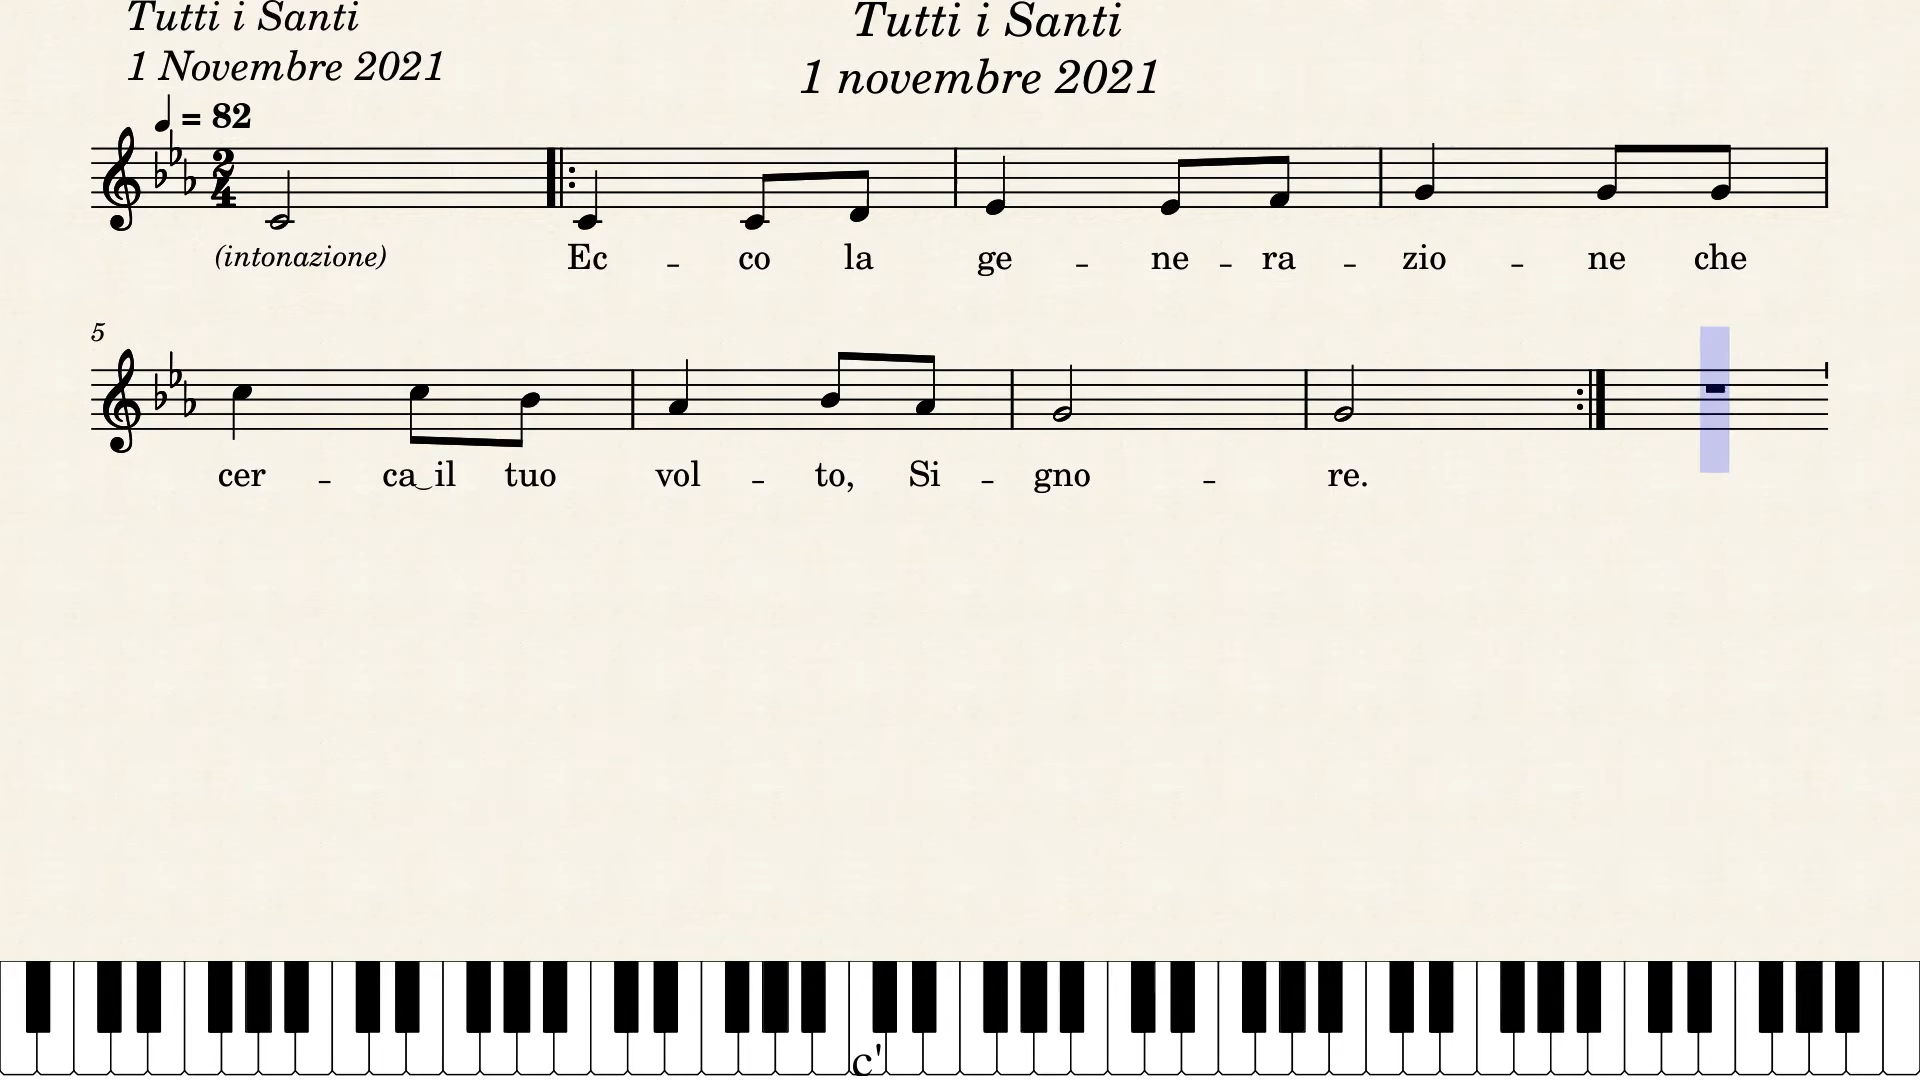 Tutti i Santi
1 Novembre 2021
Tutti i Santi
1 novembre 2021
= 82
2
4
(intonazione) Ec - co la ge - ne - ra - zio - ne che
5
cer - ca‿il tuo vol - to, Si - gno - re.
c'